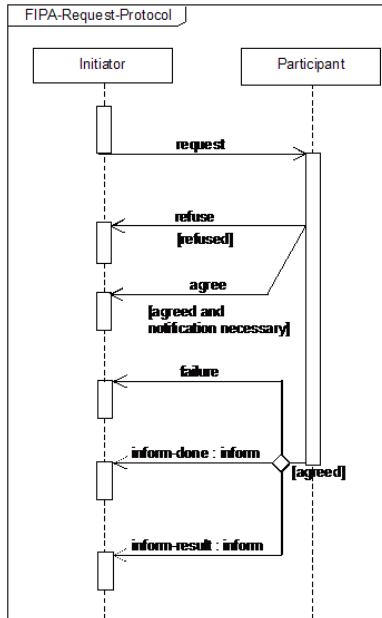 FIPA-Request-Protocol
Initiator
Participant
request
refuse
[refused]
agree
[agreed and
notification necessary]
failure
inform-done : inform
[agreed]
inform-result : inform